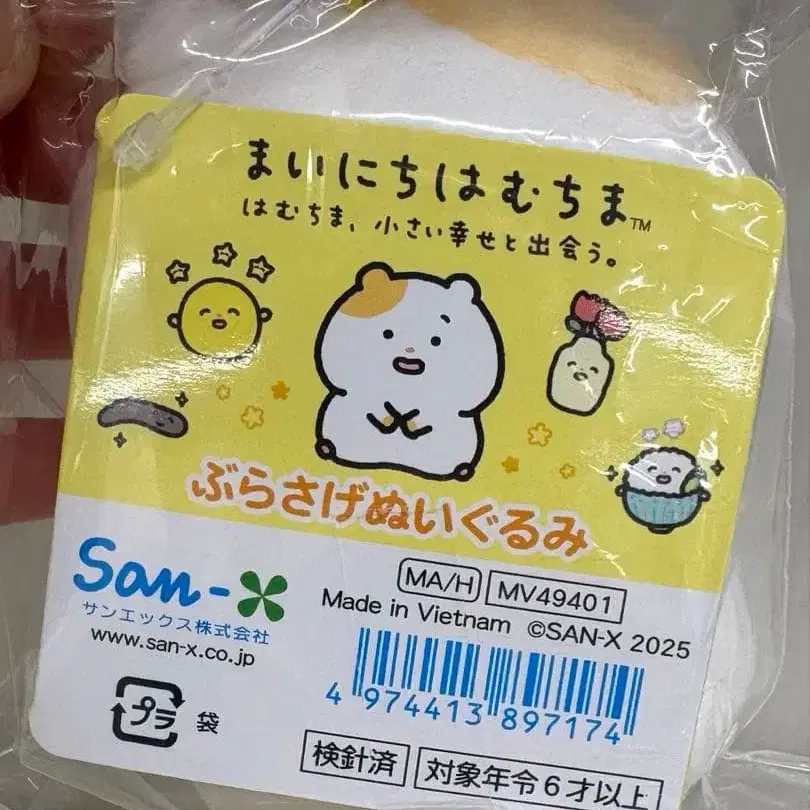 まいにちはむちま™
はむちま、小さい幸せと出会う。
ぶらさげぬいぐるみ
San-X
サンエックス株式会社
www.san-x.co.jp
MA/H MV49401
Made in Vietnam ©SAN-X 2025
4 974413 897174
プラ 袋
検針済 対象年令6才以上